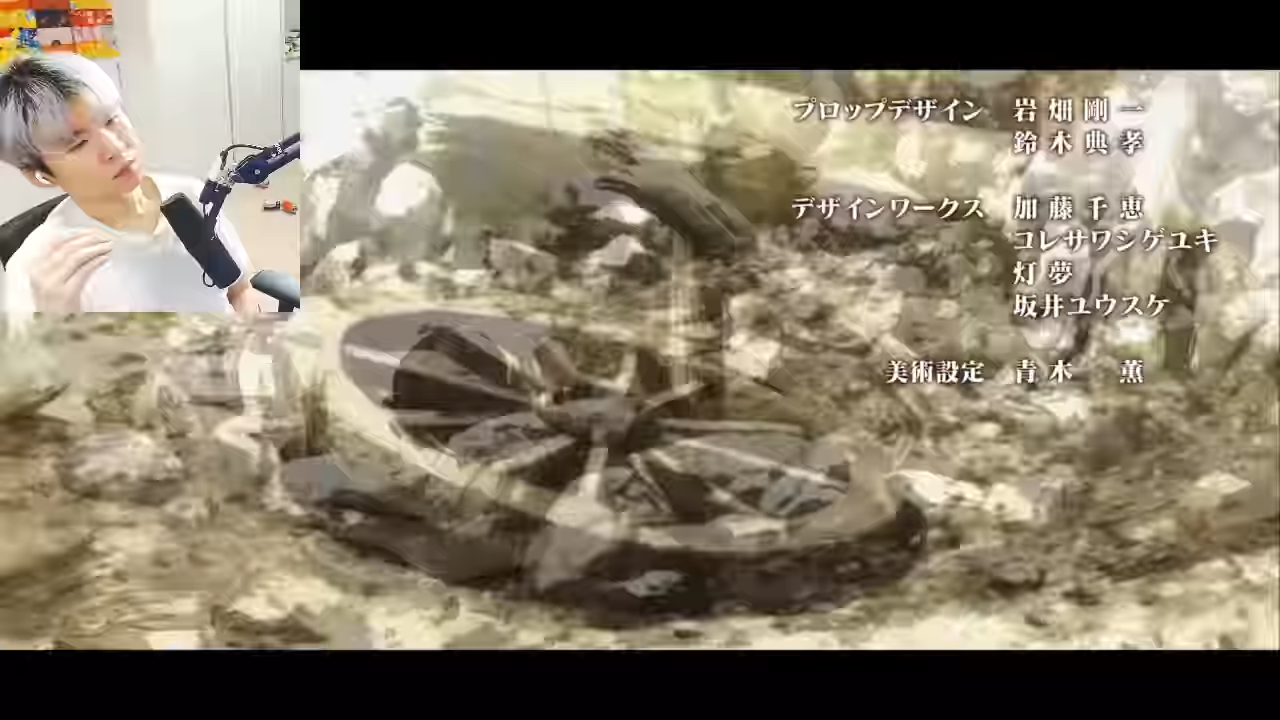 プロップデザイン 岩畑剛一
鈴木典孝
デザインワークス 加藤千恵
コレサワシゲユキ
灯夢
坂井ユウスケ
美術設定 青木 薫